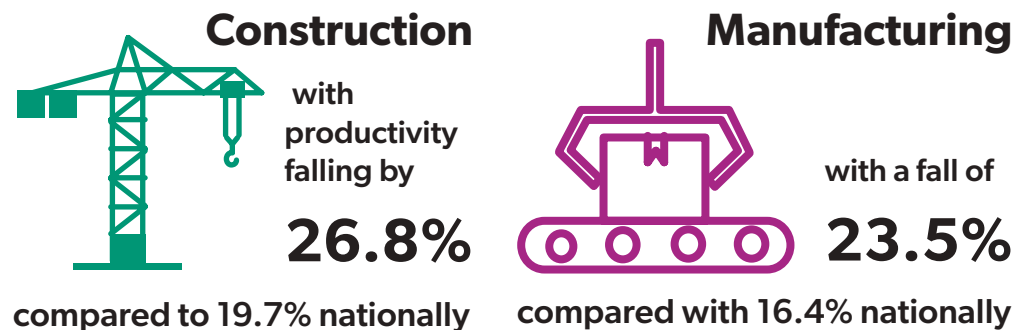 Construction
with
productivity
falling by
26.8%
compared to 19.7% nationally
Manufacturing
with a fall of
23.5%
compared with 16.4% nationally